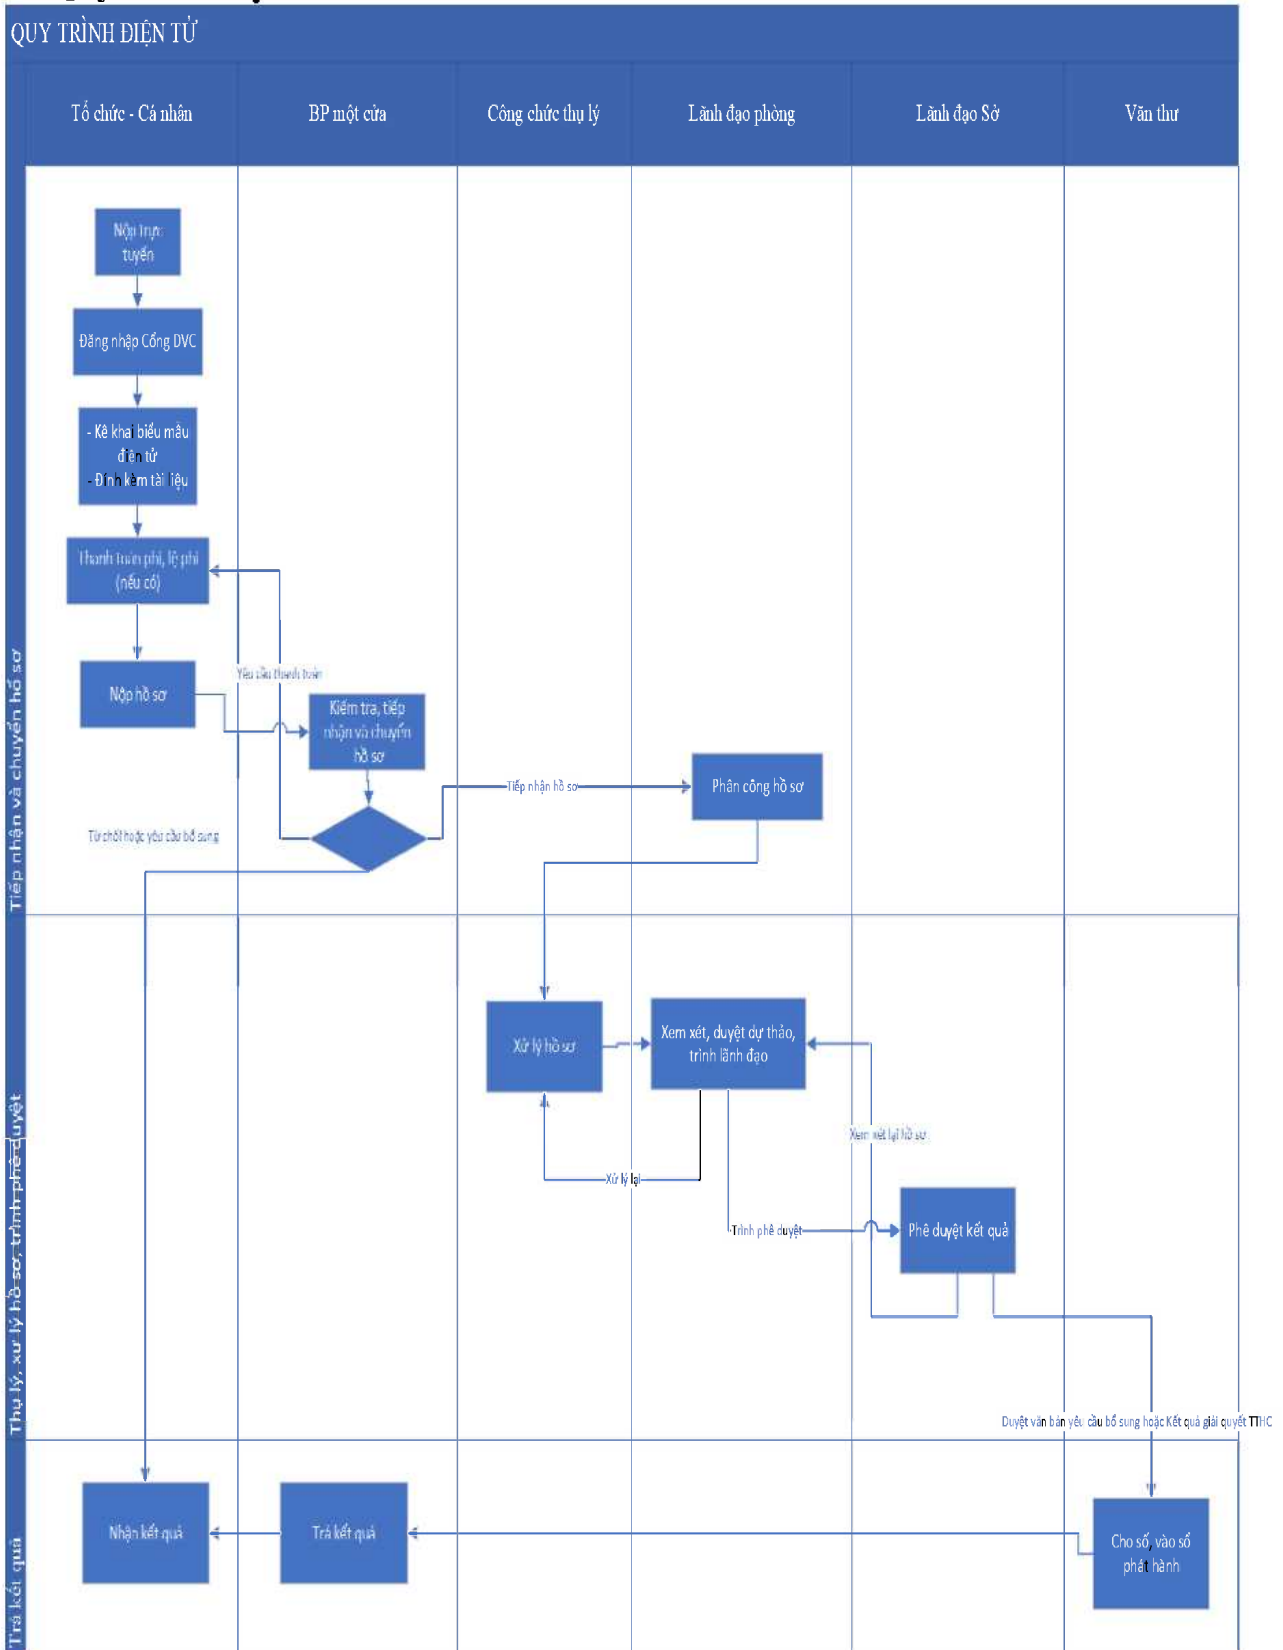 QUY TRÌNH ĐIỆN TỬ
Tổ chức - Cá nhân
BP một cửa
Công chức thụ lý
Lãnh đạo phòng
Lãnh đạo Sở
Văn thư
Tiếp nhận và chuyển hồ sơ
Nộp trực
tuyến
Đăng nhập Cổng DVC
- Kê khai biểu mẫu
điện tử
- Đính kèm tài liệu
Thanh toán phí, lệ phí
(nếu có)
Nộp hồ sơ
Yêu cầu thanh toán
Kiểm tra, tiếp
nhận và chuyển
hồ sơ
Tiếp nhận hồ sơ
Phân công hồ sơ
Từ chối hoặc yêu cầu bổ sung
Thụ lý, xử lý hồ sơ, trình phê duyệt
Xử lý hồ sơ
Xem xét, duyệt dự thảo,
trình lãnh đạo
Xem xét lại hồ sơ
Xử lý lại
Trình phê duyệt
Phê duyệt kết quả
Duyệt văn bản yêu cầu bổ sung hoặc Kết quả giải quyết TTHC
Trả kết quả
Nhận kết quả
Trả kết quả
Cho số, vào sổ
phát hành